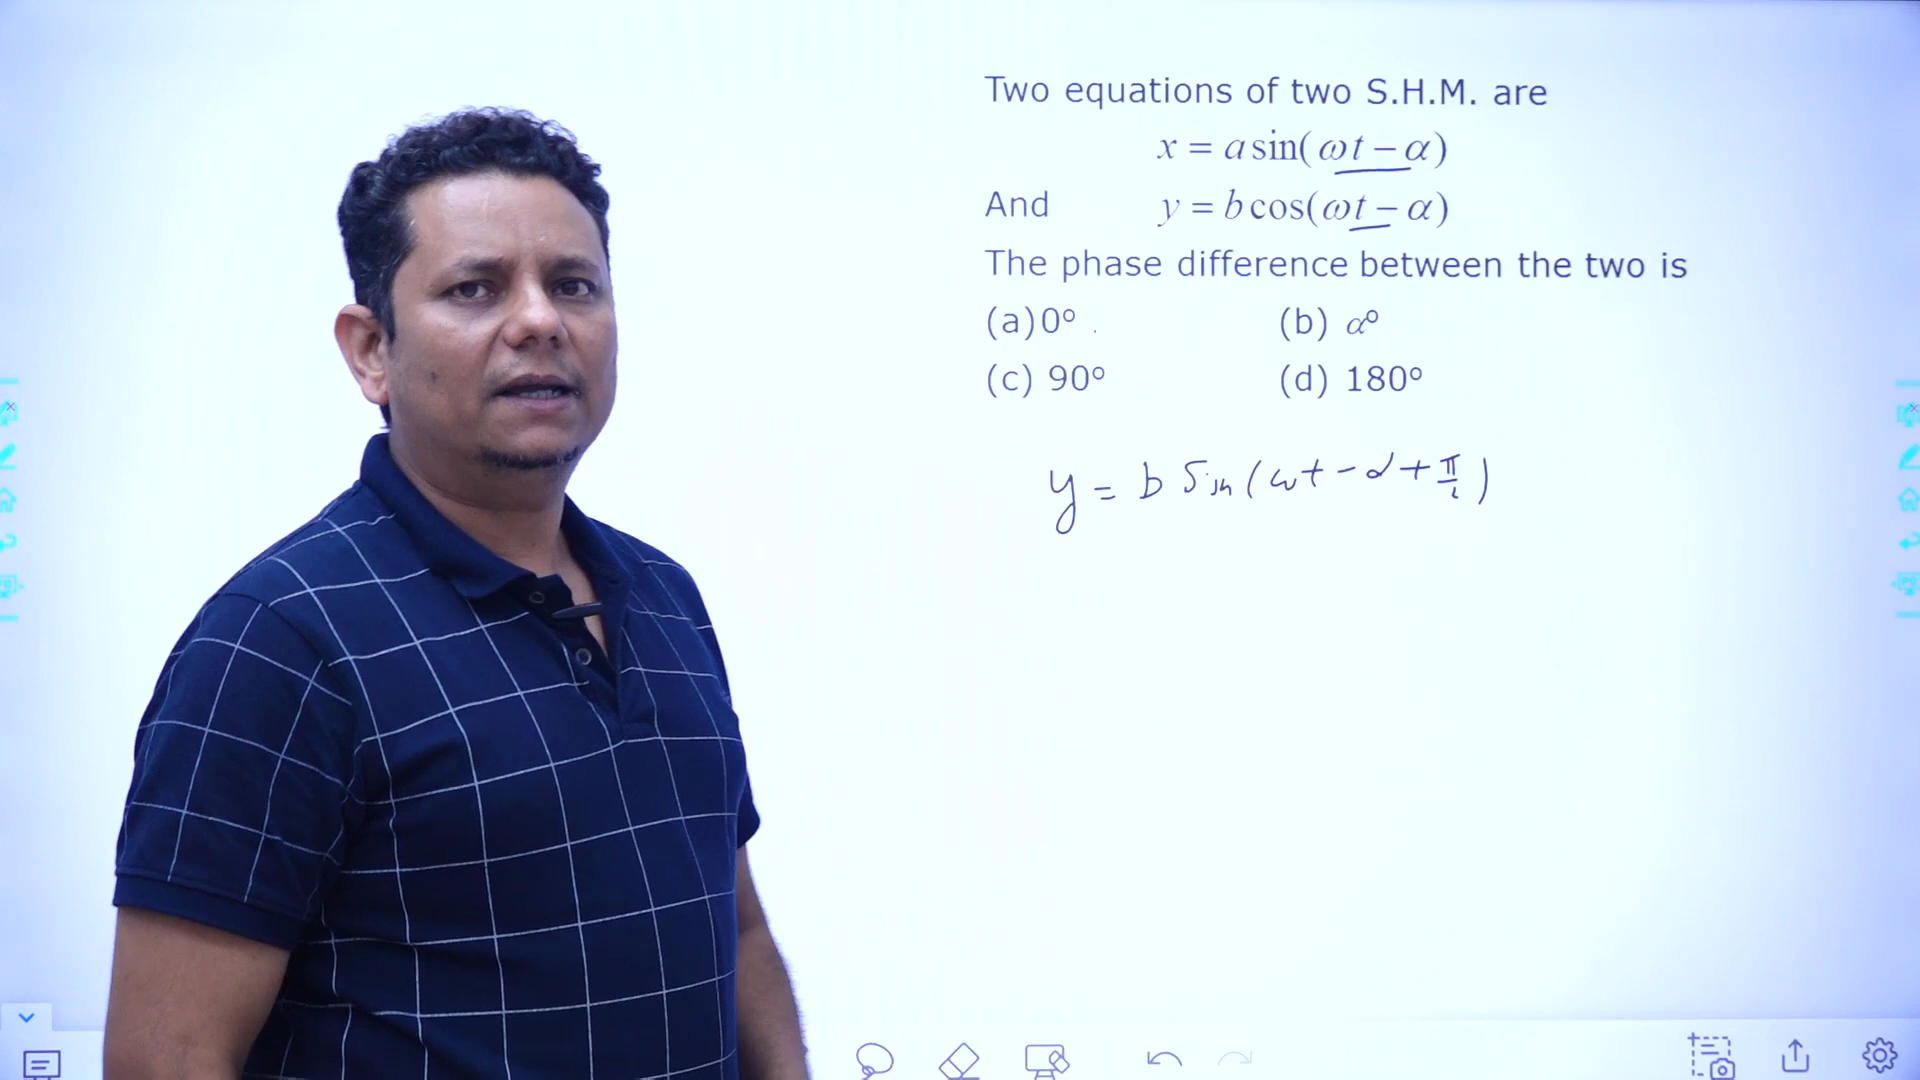 Two equations of two S.H.M. are
x = a sin( ωt − α)
And y = b cos(ωt − α)
The phase difference between the two is
(a)0° (b) α°
(c) 90° (d) 180°
y = b Sin (ωt - α + π/2)